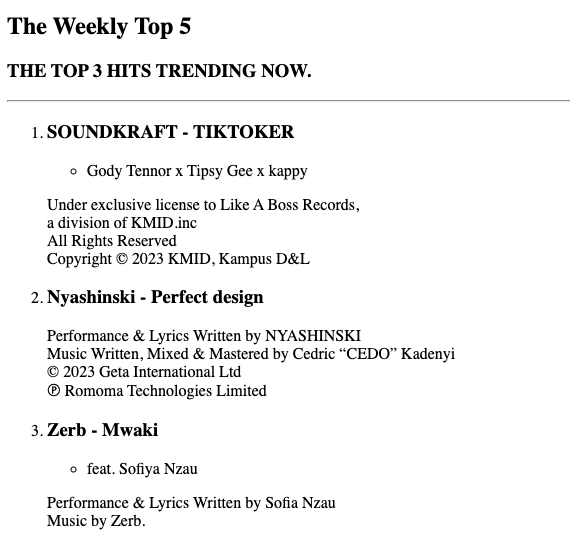 The Weekly Top 5
THE TOP 3 HITS TRENDING NOW.
1. SOUNDKRAFT - TIKTOKER
Gody Tennor x Tipsy Gee x kappy
Under exclusive license to Like A Boss Records,
a division of KMID.inc
All Rights Reserved
Copyright © 2023 KMID, Kampus D&L
2. Nyashinski - Perfect design
Performance & Lyrics Written by NYASHINSKI
Music Written, Mixed & Mastered by Cedric “CEDO” Kadenyi
© 2023 Geta International Ltd
℗ Romoma Technologies Limited
3. Zerb - Mwaki
feat. Sofiya Nzau
Performance & Lyrics Written by Sofia Nzau
Music by Zerb.